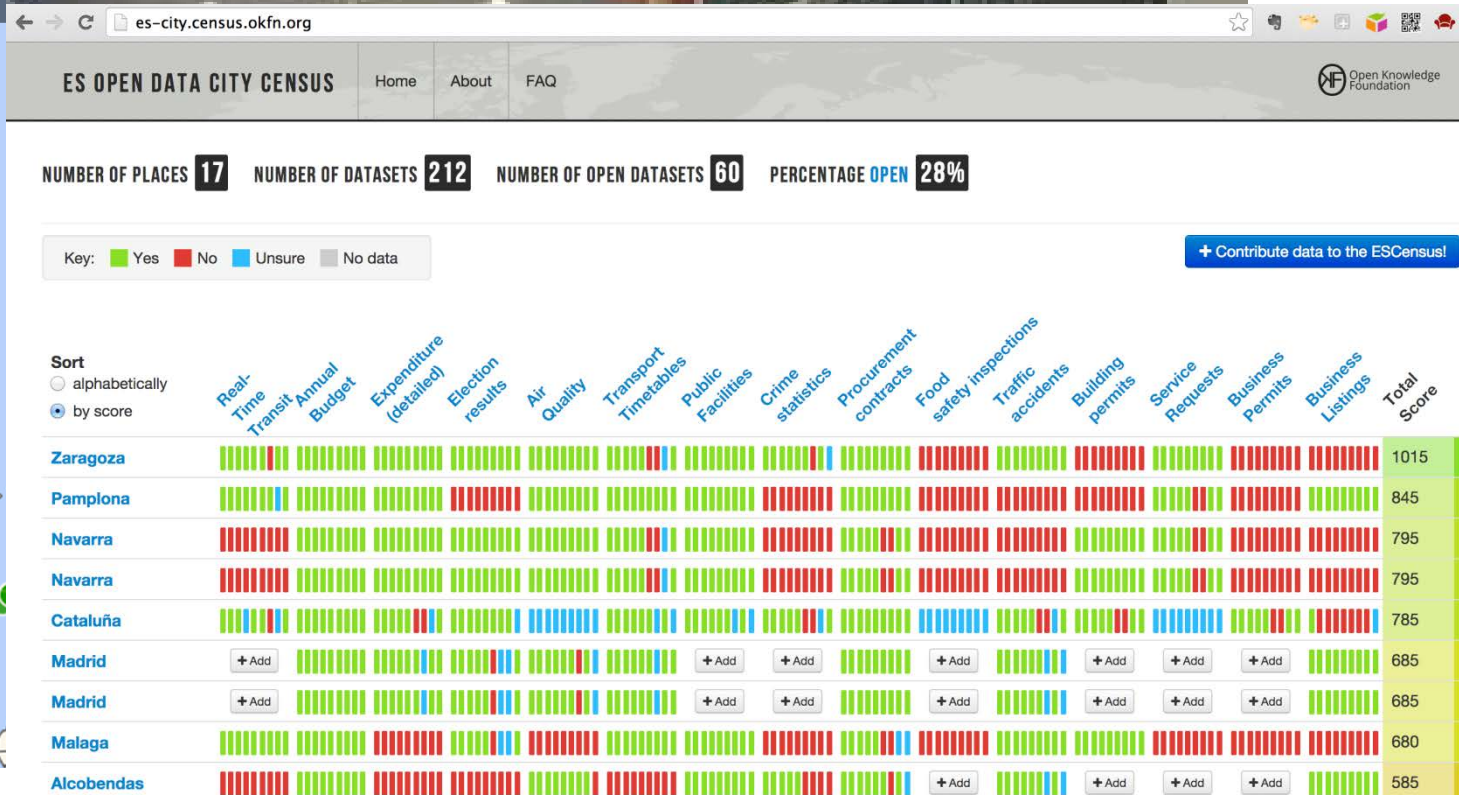 es-city.census.okfn.org
ES OPEN DATA CITY CENSUS Home About FAQ Open Knowledge Foundation
NUMBER OF PLACES 17 NUMBER OF DATASETS 212 NUMBER OF OPEN DATASETS 60 PERCENTAGE OPEN 28%
Key: Yes No Unsure No data
+ Contribute data to the ESCensus!
Sort
alphabetically
by score
Real-Time Transit
Annual Budget
Expenditure (detailed)
Election results
Air Quality
Transport Timetables
Public Facilities
Crime statistics
Procurement contracts
Food safety inspections
Traffic accidents
Building permits
Service Requests
Business Permits
Business Listings
Total Score
Zaragoza 1015
Pamplona 845
Navarra 795
Navarra 795
Cataluña 785
Madrid + Add + Add + Add + Add + Add + Add + Add 685
Madrid + Add + Add + Add + Add + Add + Add + Add 685
Malaga 680
Alcobendas + Add + Add + Add + Add 585